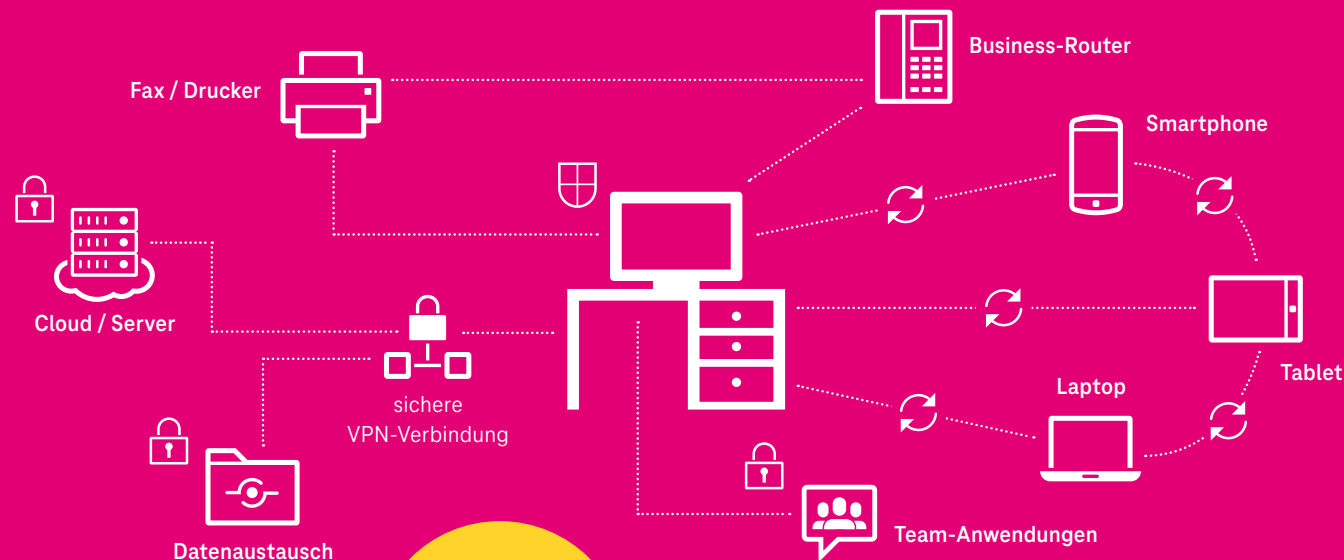 Business-Router
Fax / Drucker
Smartphone
Cloud / Server
Tablet
Laptop
sichere
VPN-Verbindung
Team-Anwendungen
Datenaustausch